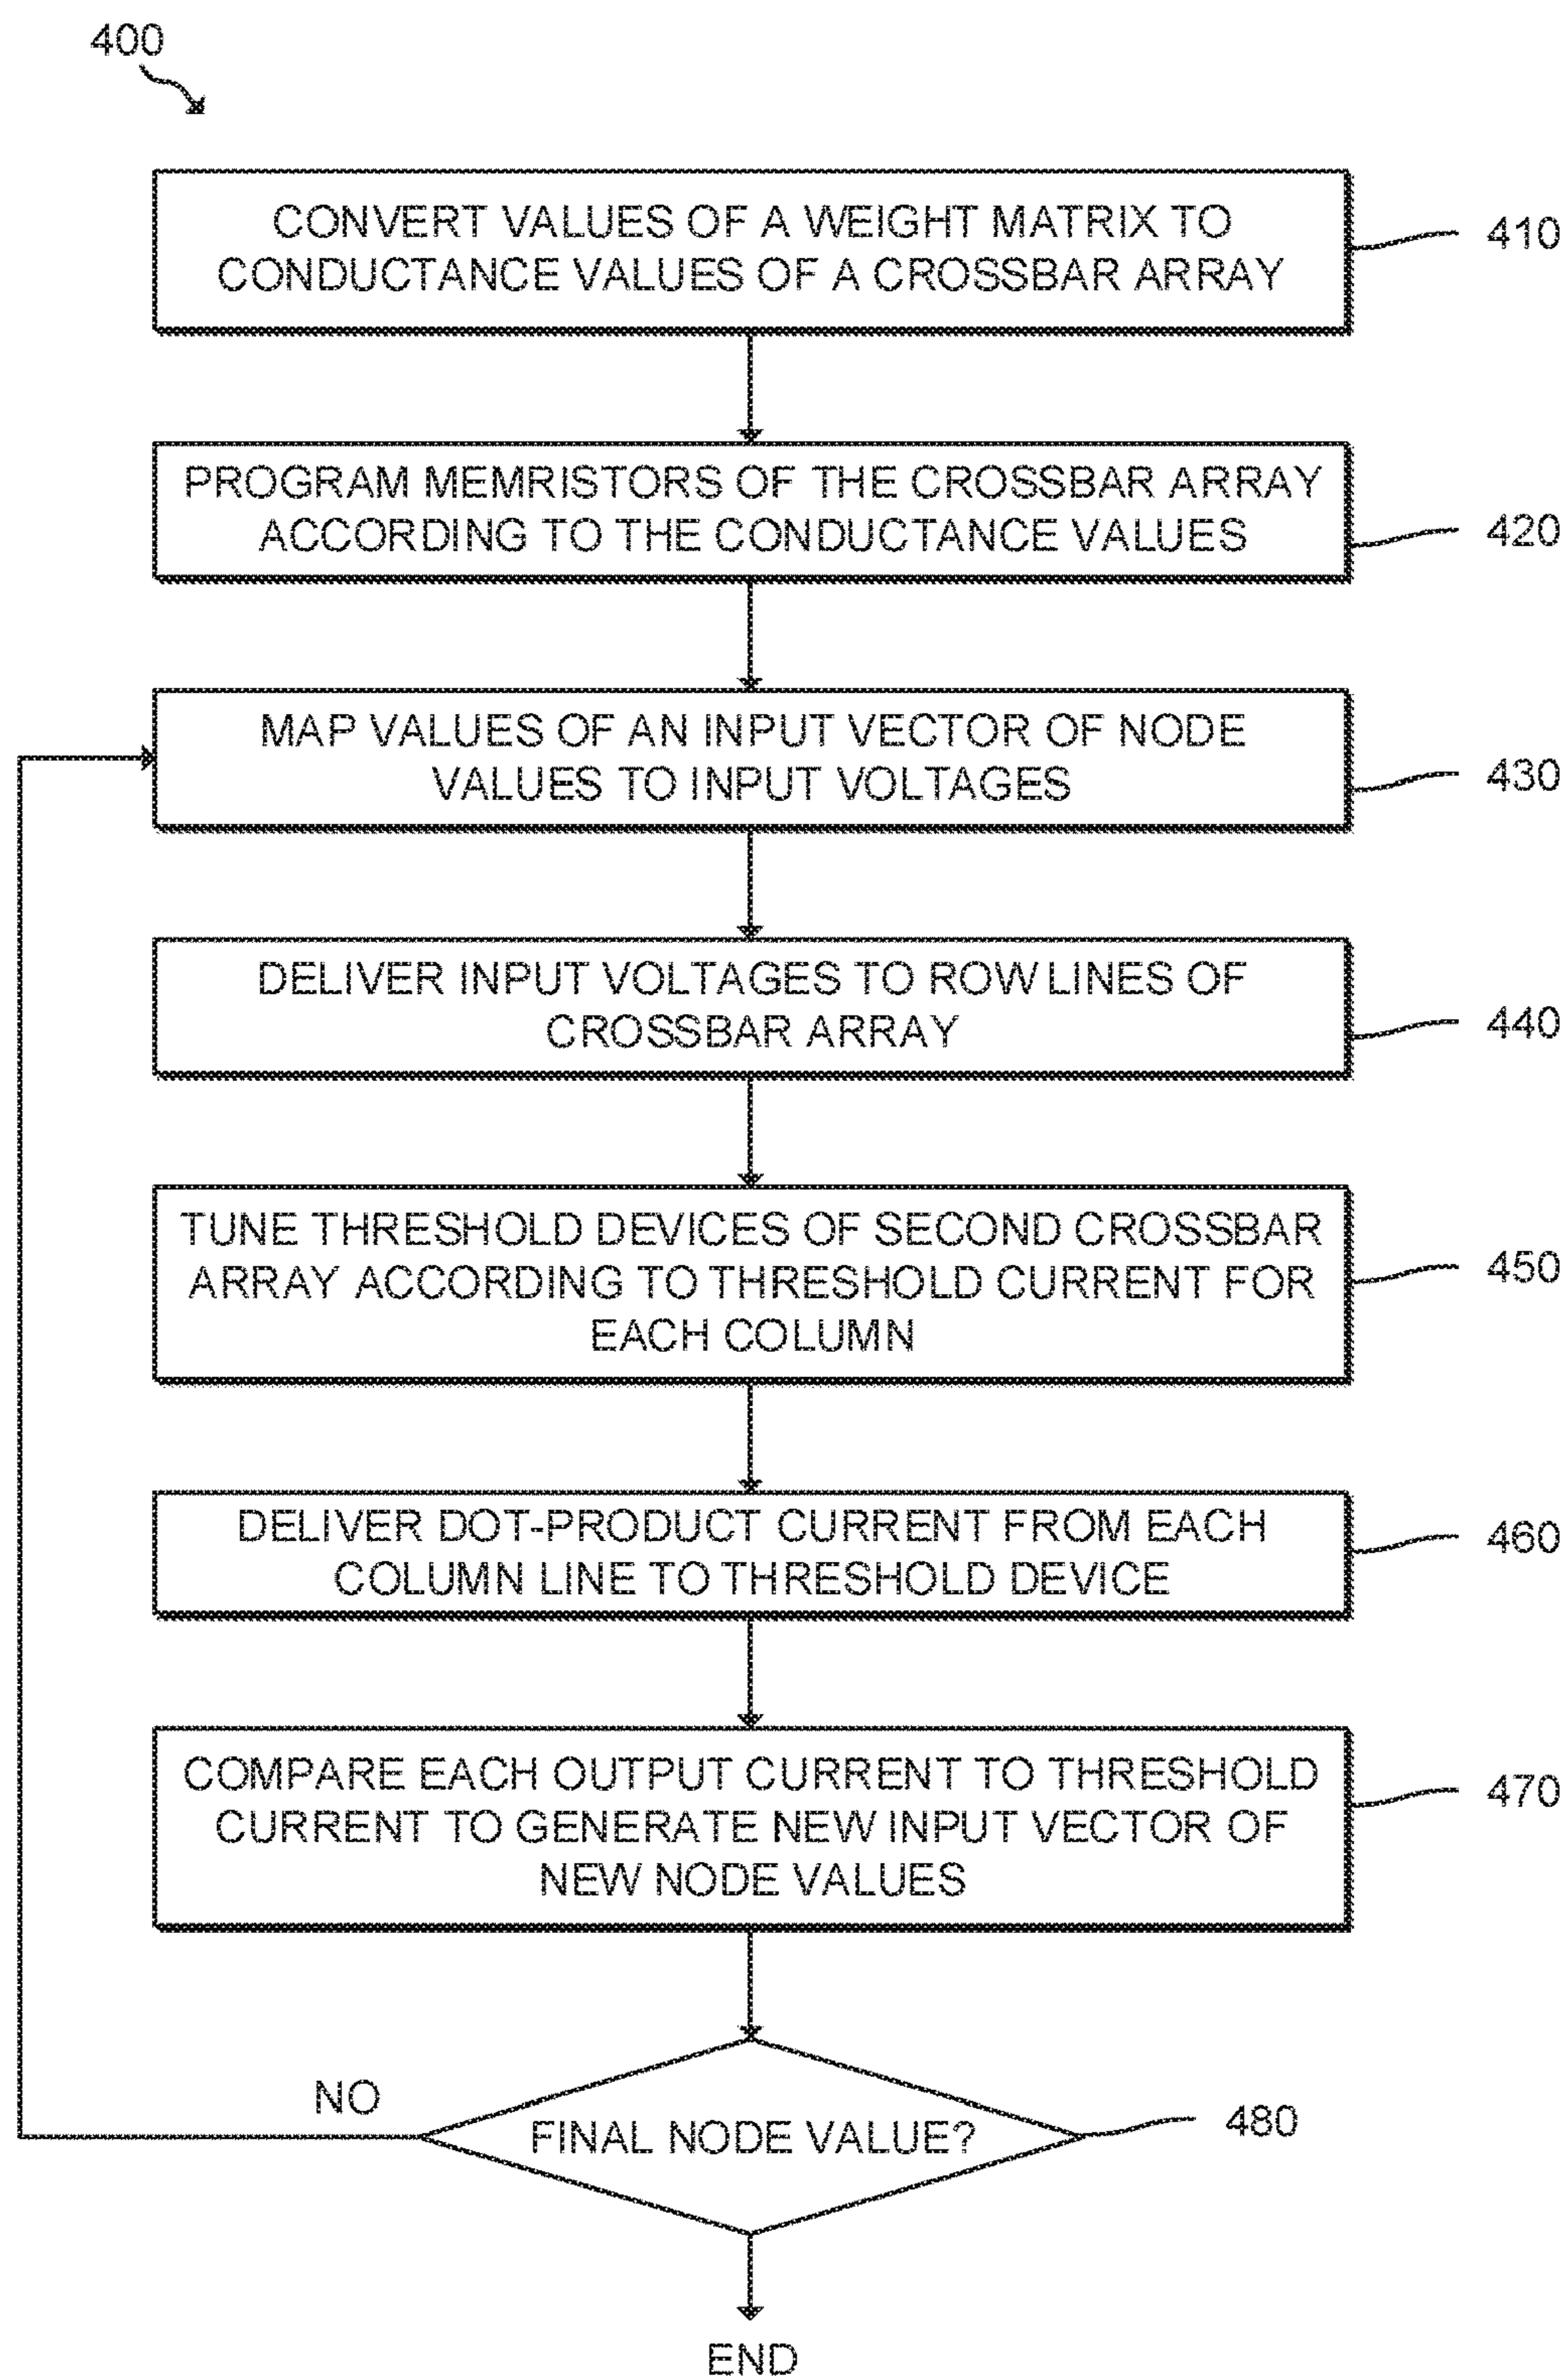 400
CONVERT VALUES OF A WEIGHT MATRIX TO
CONDUCTANCE VALUES OF A CROSSBAR ARRAY
410
PROGRAM MEMRISTORS OF THE CROSSBAR ARRAY
ACCORDING TO THE CONDUCTANCE VALUES
420
MAP VALUES OF AN INPUT VECTOR OF NODE
VALUES TO INPUT VOLTAGES
430
DELIVER INPUT VOLTAGES TO ROW LINES OF
CROSSBAR ARRAY
440
TUNE THRESHOLD DEVICES OF SECOND CROSSBAR
ARRAY ACCORDING TO THRESHOLD CURRENT FOR
EACH COLUMN
450
DELIVER DOT-PRODUCT CURRENT FROM EACH
COLUMN LINE TO THRESHOLD DEVICE
460
COMPARE EACH OUTPUT CURRENT TO THRESHOLD
CURRENT TO GENERATE NEW INPUT VECTOR OF
NEW NODE VALUES
470
NO
FINAL NODE VALUE?
480
END